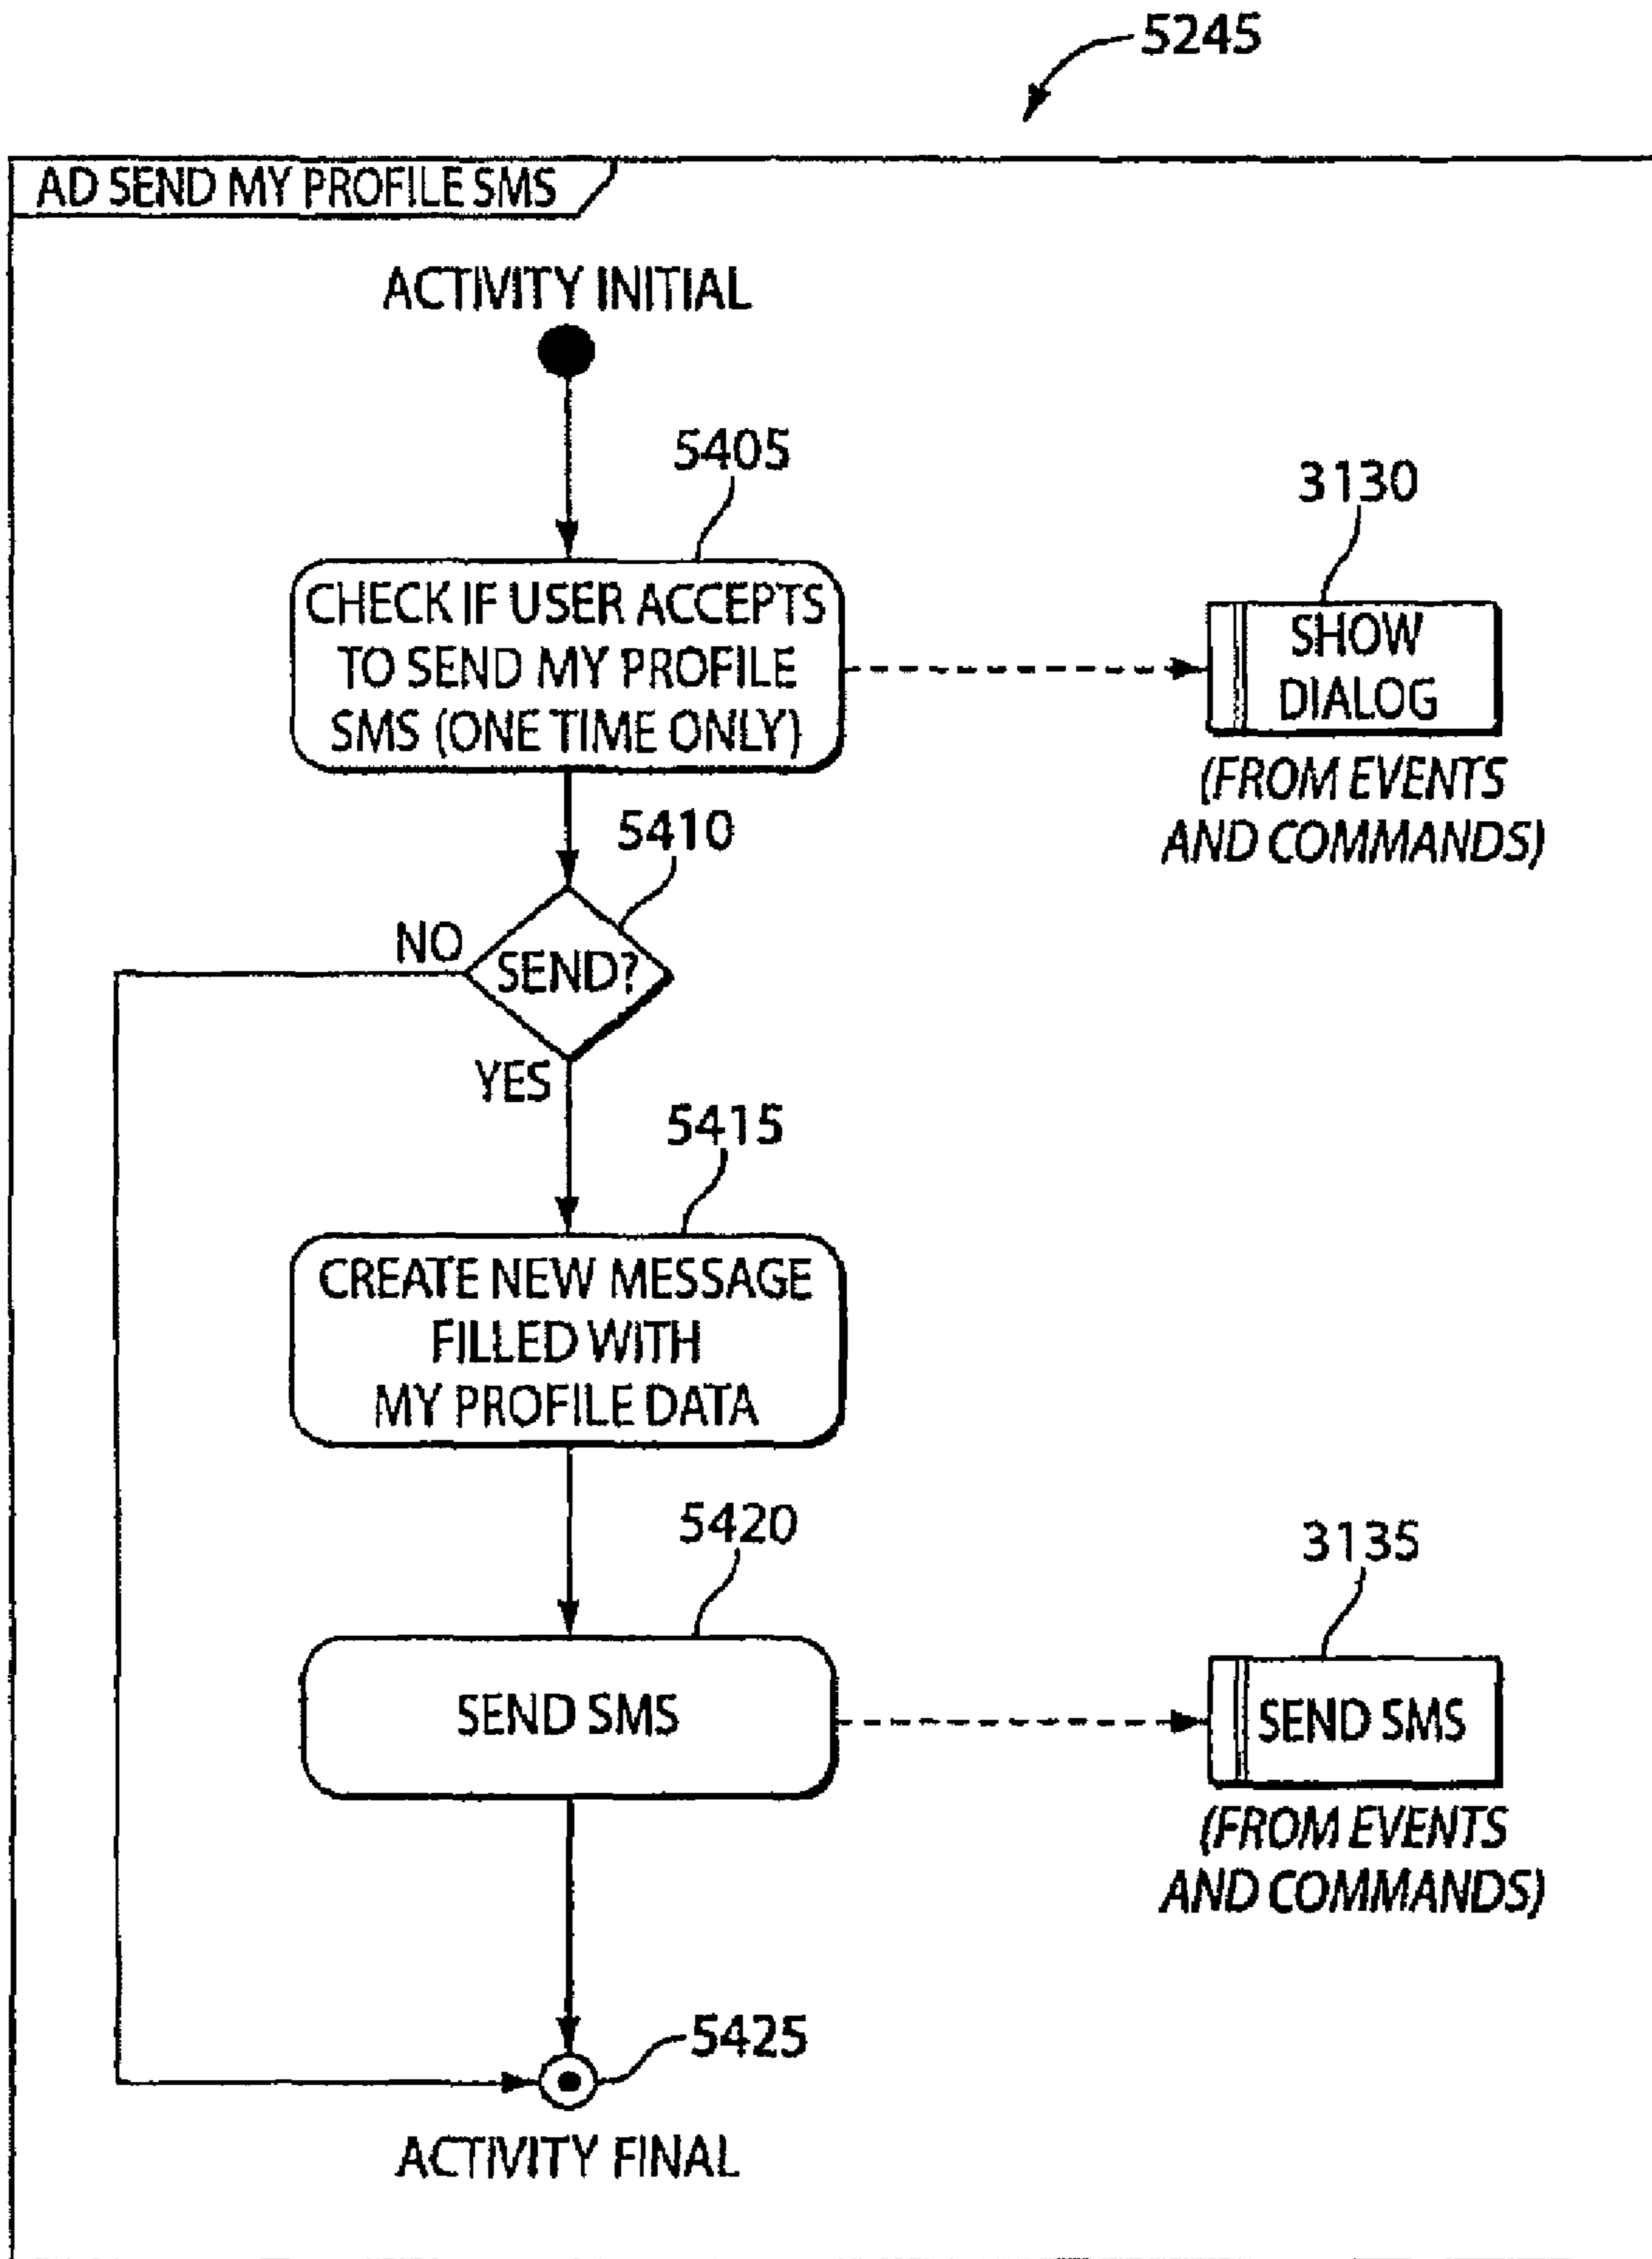 5245
AD SEND MY PROFILE SMS
ACTIVITY INITIAL
5405
CHECK IF USER ACCEPTS
TO SEND MY PROFILE
SMS (ONE TIME ONLY)
3130
SHOW
DIALOG
(FROM EVENTS
AND COMMANDS)
5410
NO
SEND?
YES
5415
CREATE NEW MESSAGE
FILLED WITH
MY PROFILE DATA
5420
SEND SMS
3135
SEND SMS
(FROM EVENTS
AND COMMANDS)
5425
ACTIVITY FINAL